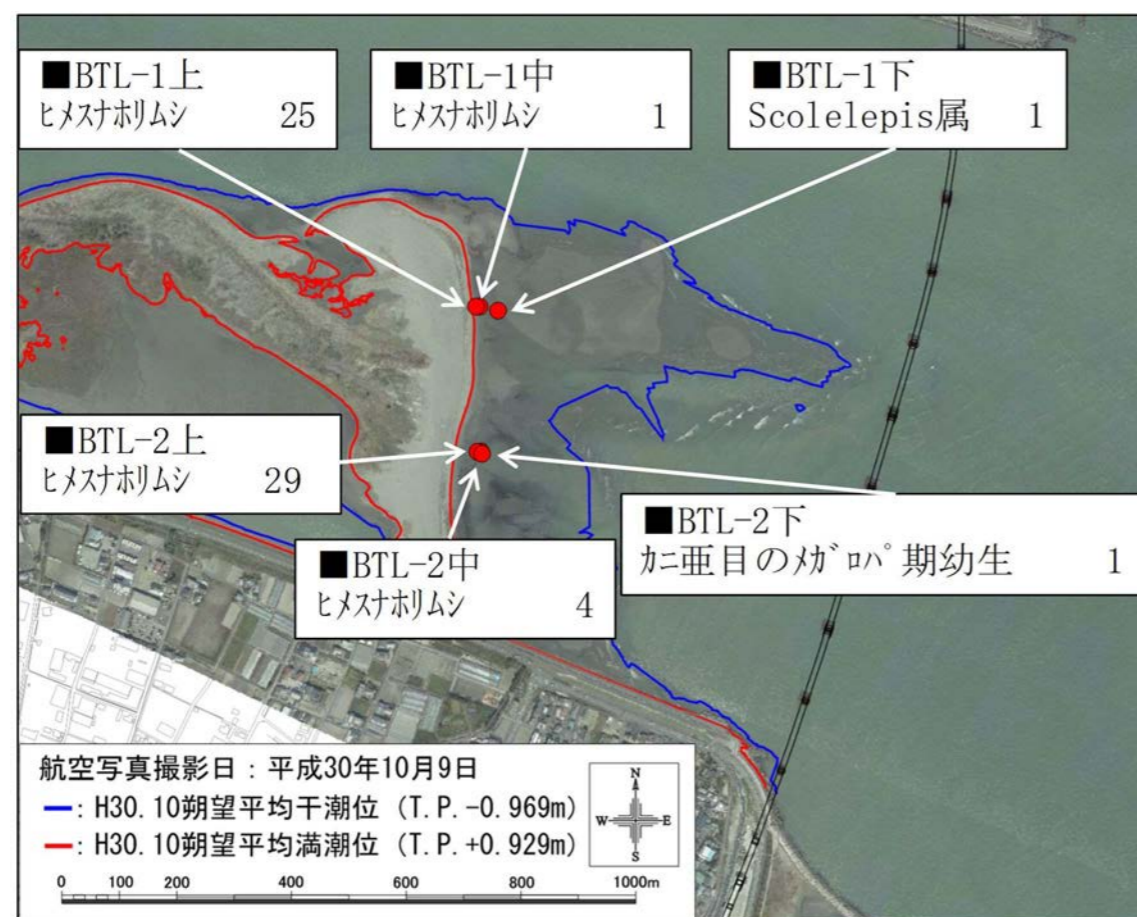 ■BTL-1上
ヒメスナホリムシ 25
■BTL-1中
ヒメスナホリムシ 1
■BTL-1下
Scolelepis属 1
■BTL-2上
ヒメスナホリムシ 29
■BTL-2中
ヒメスナホリムシ 4
■BTL-2下
カニ亜目のメガロパ期幼生 1
航空写真撮影日：平成30年10月9日
: H30.10朔望平均干潮位 (T.P.-0.969m)
: H30.10朔望平均満潮位 (T.P.+0.929m)
N
W E
S
0 100 200 400 600 800 1000m